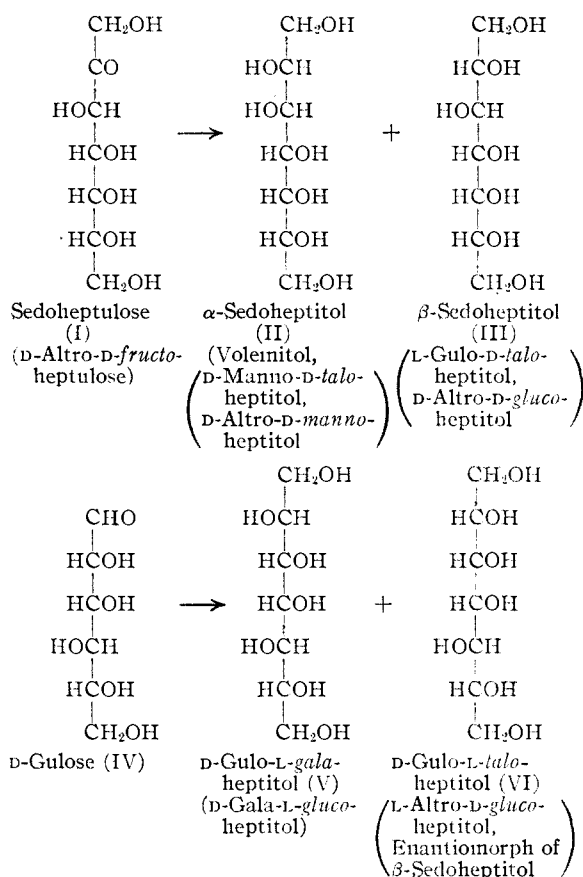 CH₂OH CH₂OH CH₂OH
CO HOCH HCOH
HOCH HOCH HOCH
→ +
HCOH HCOH HCOH
HCOH HCOH HCOH
HCOH HCOH HCOH
CH₂OH CH₂OH CH₂OH
Sedoheptulose
(I)
(D-Altro-D-fructo-
heptulose)
α-Sedoheptitol
(II)
(Volemitol,
D-Manno-D-talo-
heptitol,
D-Altro-D-manno-
heptitol)
β-Sedoheptitol
(III)
(L-Gulo-D-talo-
heptitol,
D-Altro-D-gluco-
heptitol)
CH₂OH CH₂OH
CHO HOCH HCOH
HCOH HCOH HCOH
HCOH → HCOH + HCOH
HOCH HOCH HOCH
HCOH HCOH HCOH
CH₂OH CH₂OH CH₂OH
D-Gulose (IV)
D-Gulo-L-gala-
heptitol (V)
(D-Gala-L-gluco-
heptitol)
D-Gulo-L-talo-
heptitol (VI)
(L-Altro-D-gluco-
heptitol,
Enantiomorph of
β-Sedoheptitol)